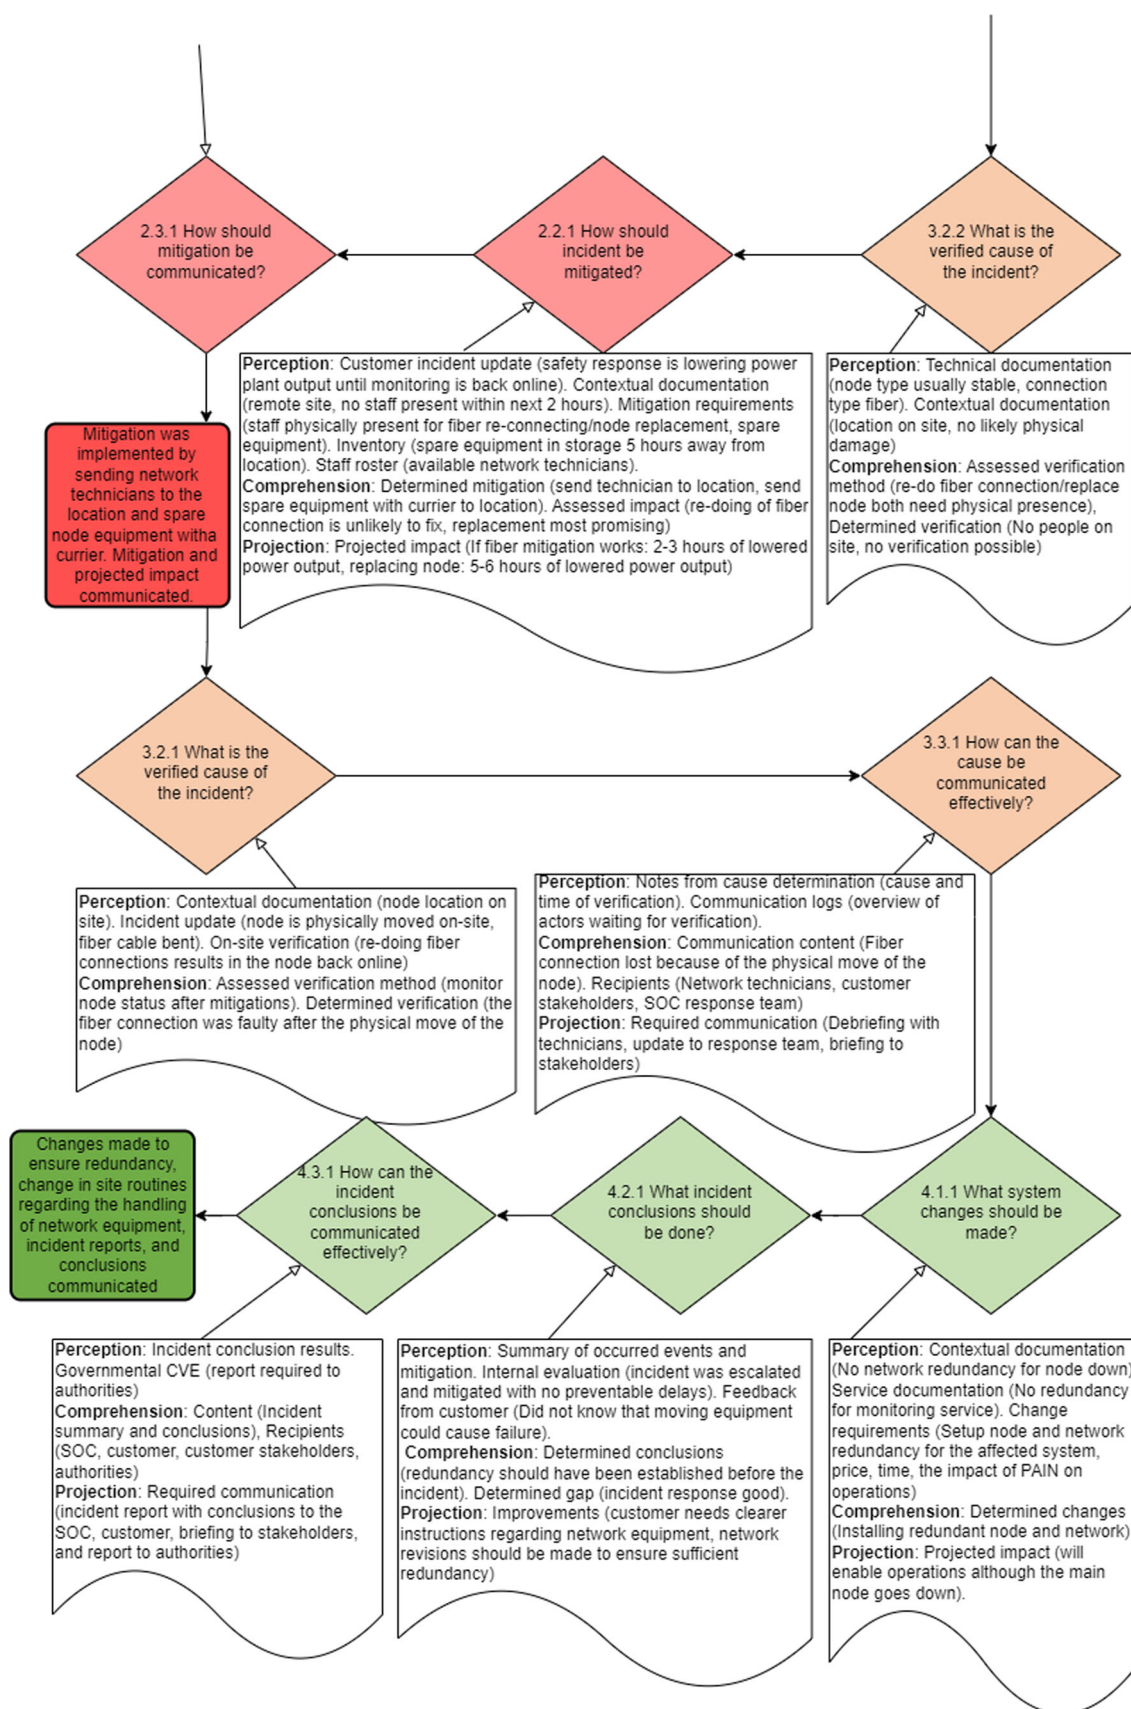 2.3.1 How should
mitigation be
communicated?
2.2.1 How should
incident be
mitigated?
3.2.2 What is the
verified cause of
the incident?
Perception: Customer incident update (safety response is lowering power
plant output until monitoring is back online). Contextual documentation
(remote site, no staff present within next 2 hours). Mitigation requirements
(staff physically present for fiber re-connecting/node replacement, spare
equipment). Inventory (spare equipment in storage 5 hours away from
location). Staff roster (available network technicians).
Comprehension: Determined mitigation (send technician to location, send
spare equipment with currier to location). Assessed impact (re-doing of fiber
connection is unlikely to fix, replacement most promising)
Projection: Projected impact (If fiber mitigation works: 2-3 hours of lowered
power output, replacing node: 5-6 hours of lowered power output)
Perception: Technical documentation
(node type usually stable, connection
type fiber). Contextual documentation
(location on site, no likely physical
damage)
Comprehension: Assessed verification
method (re-do fiber connection/replace
node both need physical presence),
Determined verification (No people on
site, no verification possible)
Mitigation was
implemented by
sending network
technicians to the
location and spare
node equipment witha
currier. Mitigation and
projected impact
communicated.
3.2.1 What is the
verified cause of
the incident?
3.3.1 How can the
cause be
communicated
effectively?
Perception: Contextual documentation (node location on
site). Incident update (node is physically moved on-site,
fiber cable bent). On-site verification (re-doing fiber
connections results in the node back online)
Comprehension: Assessed verification method (monitor
node status after mitigations). Determined verification (the
fiber connection was faulty after the physical move of the
node)
Perception: Notes from cause determination (cause and
time of verification). Communication logs (overview of
actors waiting for verification).
Comprehension: Communication content (Fiber
connection lost because of the physical move of the
node). Recipients (Network technicians, customer
stakeholders, SOC response team)
Projection: Required communication (Debriefing with
technicians, update to response team, briefing to
stakeholders)
Changes made to
ensure redundancy,
change in site routines
regarding the handling
of network equipment,
incident reports, and
conclusions
communicated
4.3.1 How can the
incident
conclusions be
communicated
effectively?
4.2.1 What incident
conclusions should
be done?
4.1.1 What system
changes should be
made?
Perception: Incident conclusion results.
Governmental CVE (report required to
authorities)
Comprehension: Content (Incident
summary and conclusions), Recipients
(SOC, customer, customer stakeholders,
authorities)
Projection: Required communication
(incident report with conclusions to the
SOC, customer, briefing to stakeholders,
and report to authorities)
Perception: Summary of occurred events and
mitigation. Internal evaluation (incident was escalated
and mitigated with no preventable delays). Feedback
from customer (Did not know that moving equipment
could cause failure).
Comprehension: Determined conclusions
(redundancy should have been established before the
incident). Determined gap (incident response good).
Projection: Improvements (customer needs clearer
instructions regarding network equipment, network
revisions should be made to ensure sufficient
redundancy)
Perception: Contextual documentation
(No network redundancy for node down)
Service documentation (No redundancy
for monitoring service). Change
requirements (Setup node and network
redundancy for the affected system,
price, time, the impact of PAIN on
operations)
Comprehension: Determined changes
(Installing redundant node and network)
Projection: Projected impact (will
enable operations although the main
node goes down).